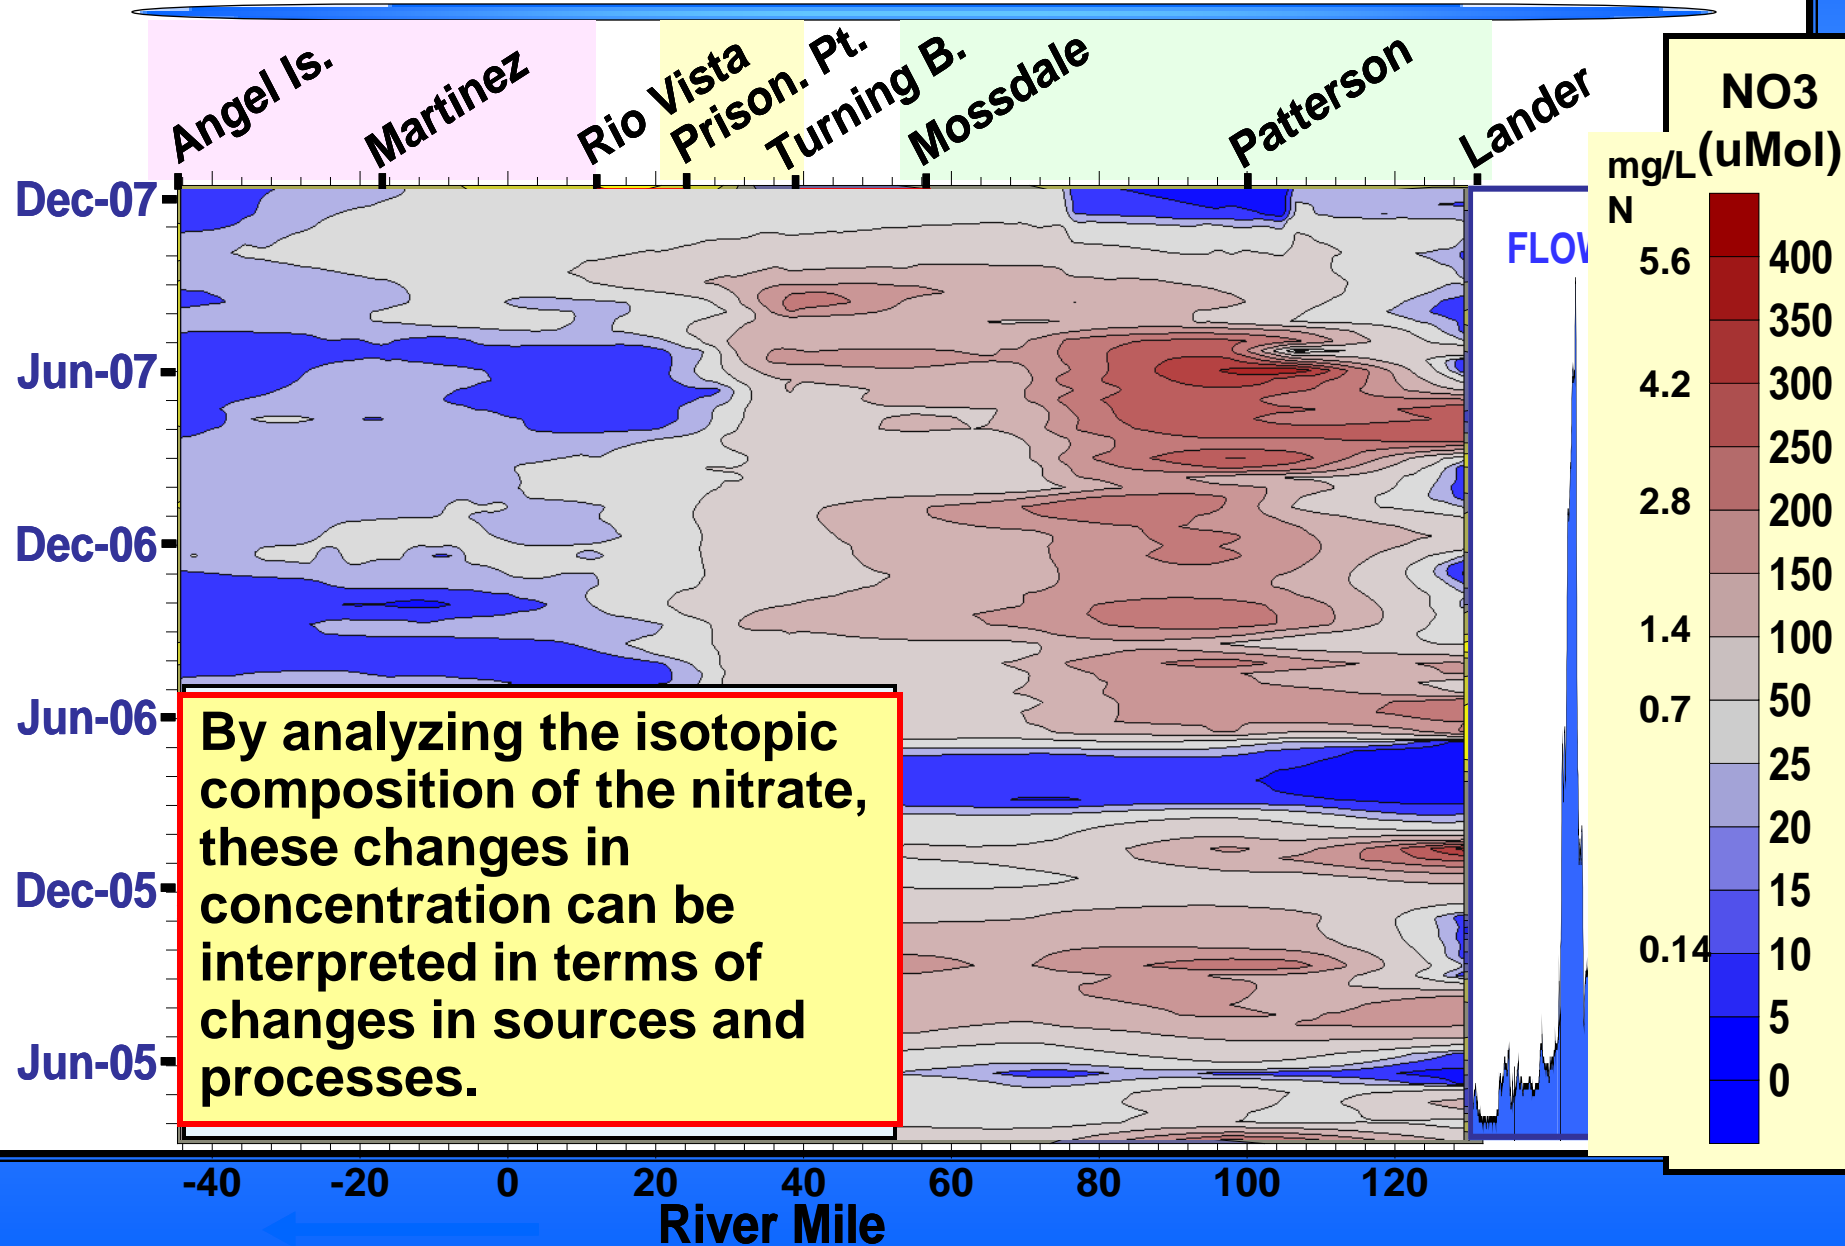 Angel Is.
Martinez
Rio Vista
Prison. Pt.
Turning B.
Mossdale
Patterson
Lander
NO3
(uMol)
mg/L
N
Dec-07
Jun-07
Dec-06
Jun-06
Dec-05
Jun-05
5.6
4.2
2.8
1.4
0.7
0.14
400
350
300
250
200
150
100
50
25
20
15
10
5
0
By analyzing the isotopic
composition of the nitrate,
these changes in
concentration can be
interpreted in terms of
changes in sources and
processes.
-40 -20 0 20 40 60 80 100 120
River Mile